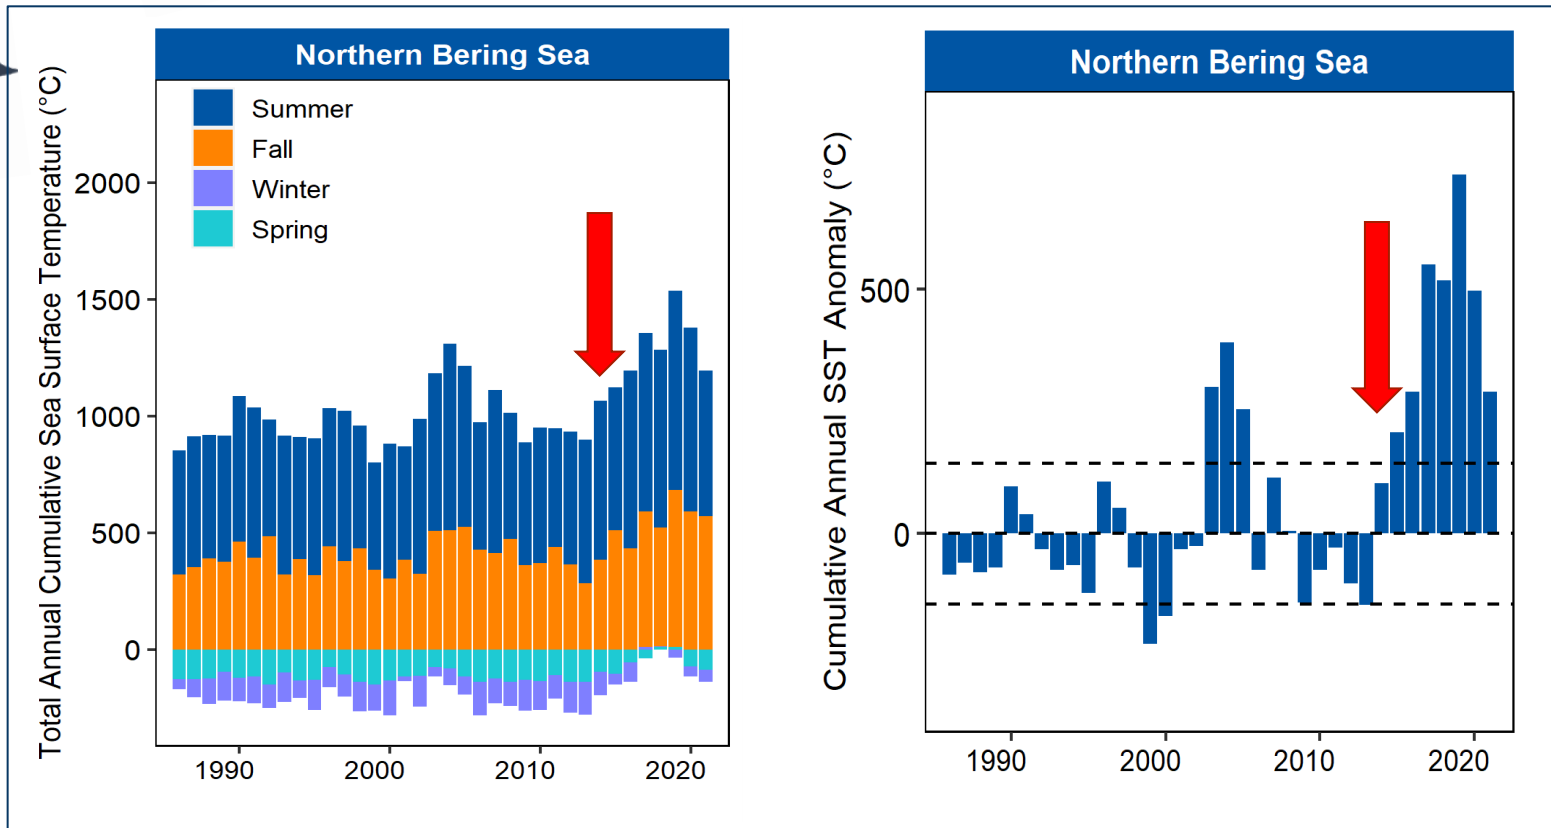 Northern Bering Sea
Total Annual Cumulative Sea Surface Temperature (°C)
Summer
Fall
Winter
Spring
2000
1500
1000
500
0
1990
2000
2010
2020
Northern Bering Sea
Cumulative Annual SST Anomaly (°C)
500
0
1990
2000
2010
2020